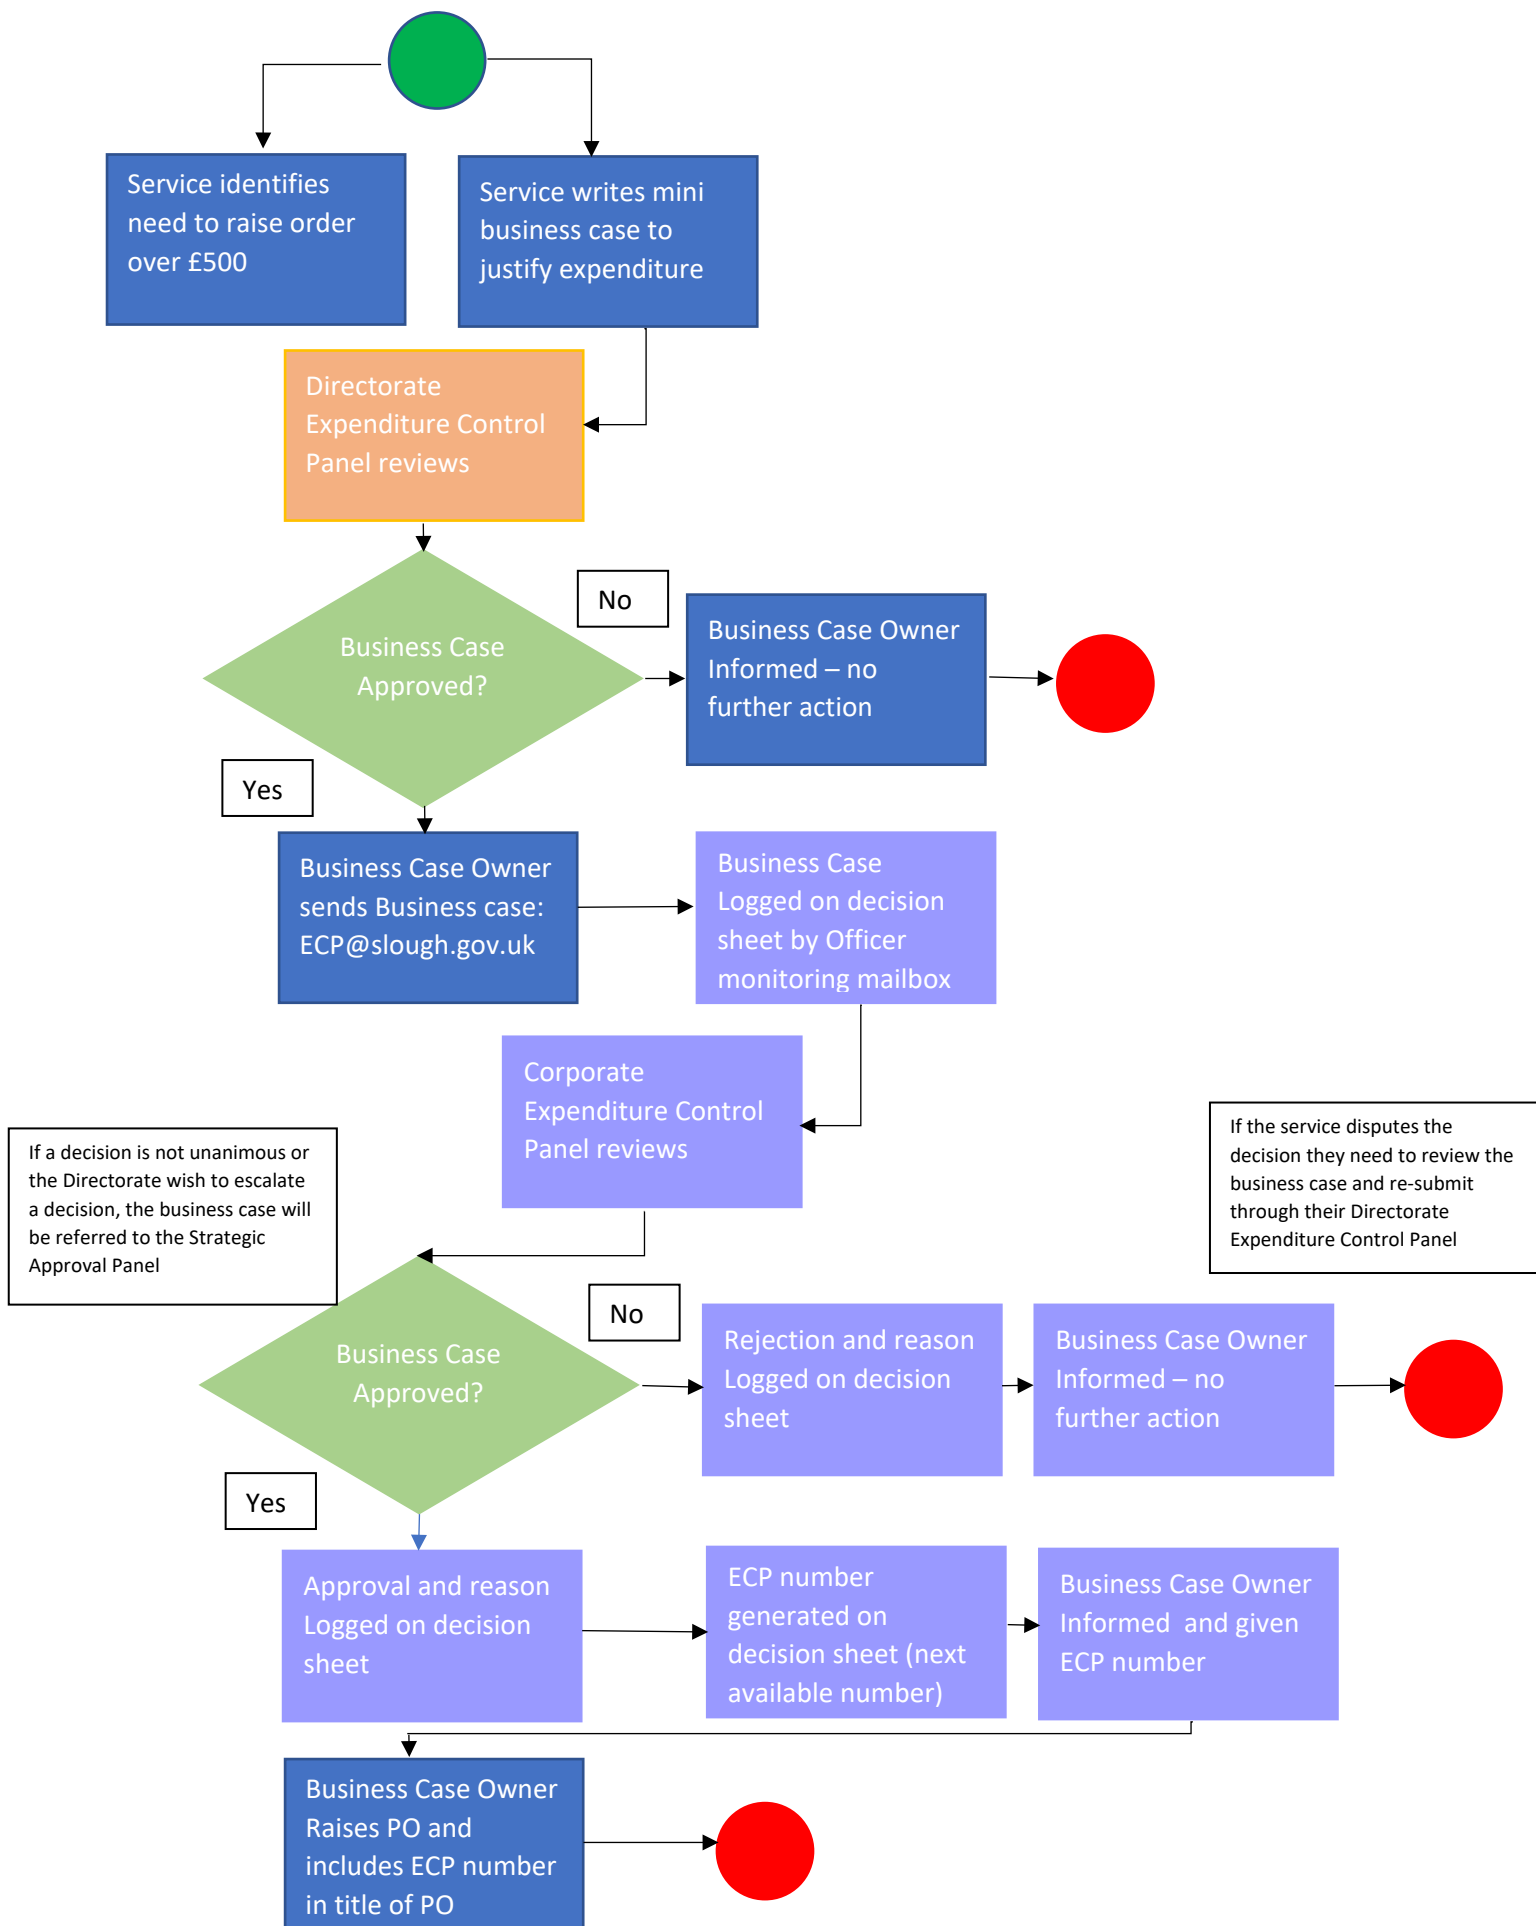 Service identifies
need to raise order
over £500
Service writes mini
business case to
justify expenditure
Directorate
Expenditure Control
Panel reviews
Business Case
Approved?
No
Business Case Owner
Informed – no
further action
Yes
Business Case Owner
sends Business case:
ECP@slough.gov.uk
Business Case
Logged on decision
sheet by Officer
monitoring mailbox
Corporate
Expenditure Control
Panel reviews
If a decision is not unanimous or
the Directorate wish to escalate
a decision, the business case will
be referred to the Strategic
Approval Panel
If the service disputes the
decision they need to review the
business case and re-submit
through their Directorate
Expenditure Control Panel
Business Case
Approved?
No
Rejection and reason
Logged on decision
sheet
Business Case Owner
Informed – no
further action
Yes
Approval and reason
Logged on decision
sheet
ECP number
generated on
decision sheet (next
available number)
Business Case Owner
Informed  and given
ECP number
Business Case Owner
Raises PO and
includes ECP number
in title of PO